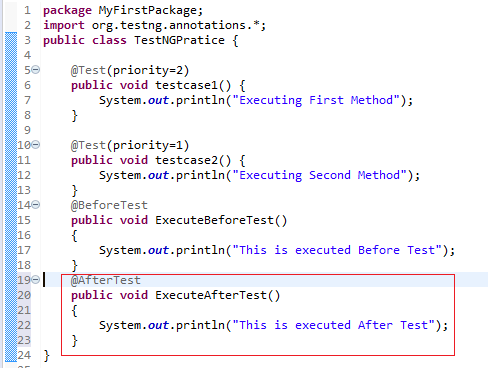 1 package MyFirstPackage;
2 import org.testng.annotations.*;
3 public class TestNGPratice {
4
5 @Test(priority=2)
6 public void testcase1() {
7 System.out.println("Executing First Method");
8 }
9
10 @Test(priority=1)
11 public void testcase2() {
12 System.out.println("Executing Second Method");
13 }
14 @BeforeTest
15 public void ExecuteBeforeTest()
16 {
17 System.out.println("This is executed Before Test");
18 }
19 @AfterTest
20 public void ExecuteAfterTest()
21 {
22 System.out.println("This is executed After Test");
23 }
24 }